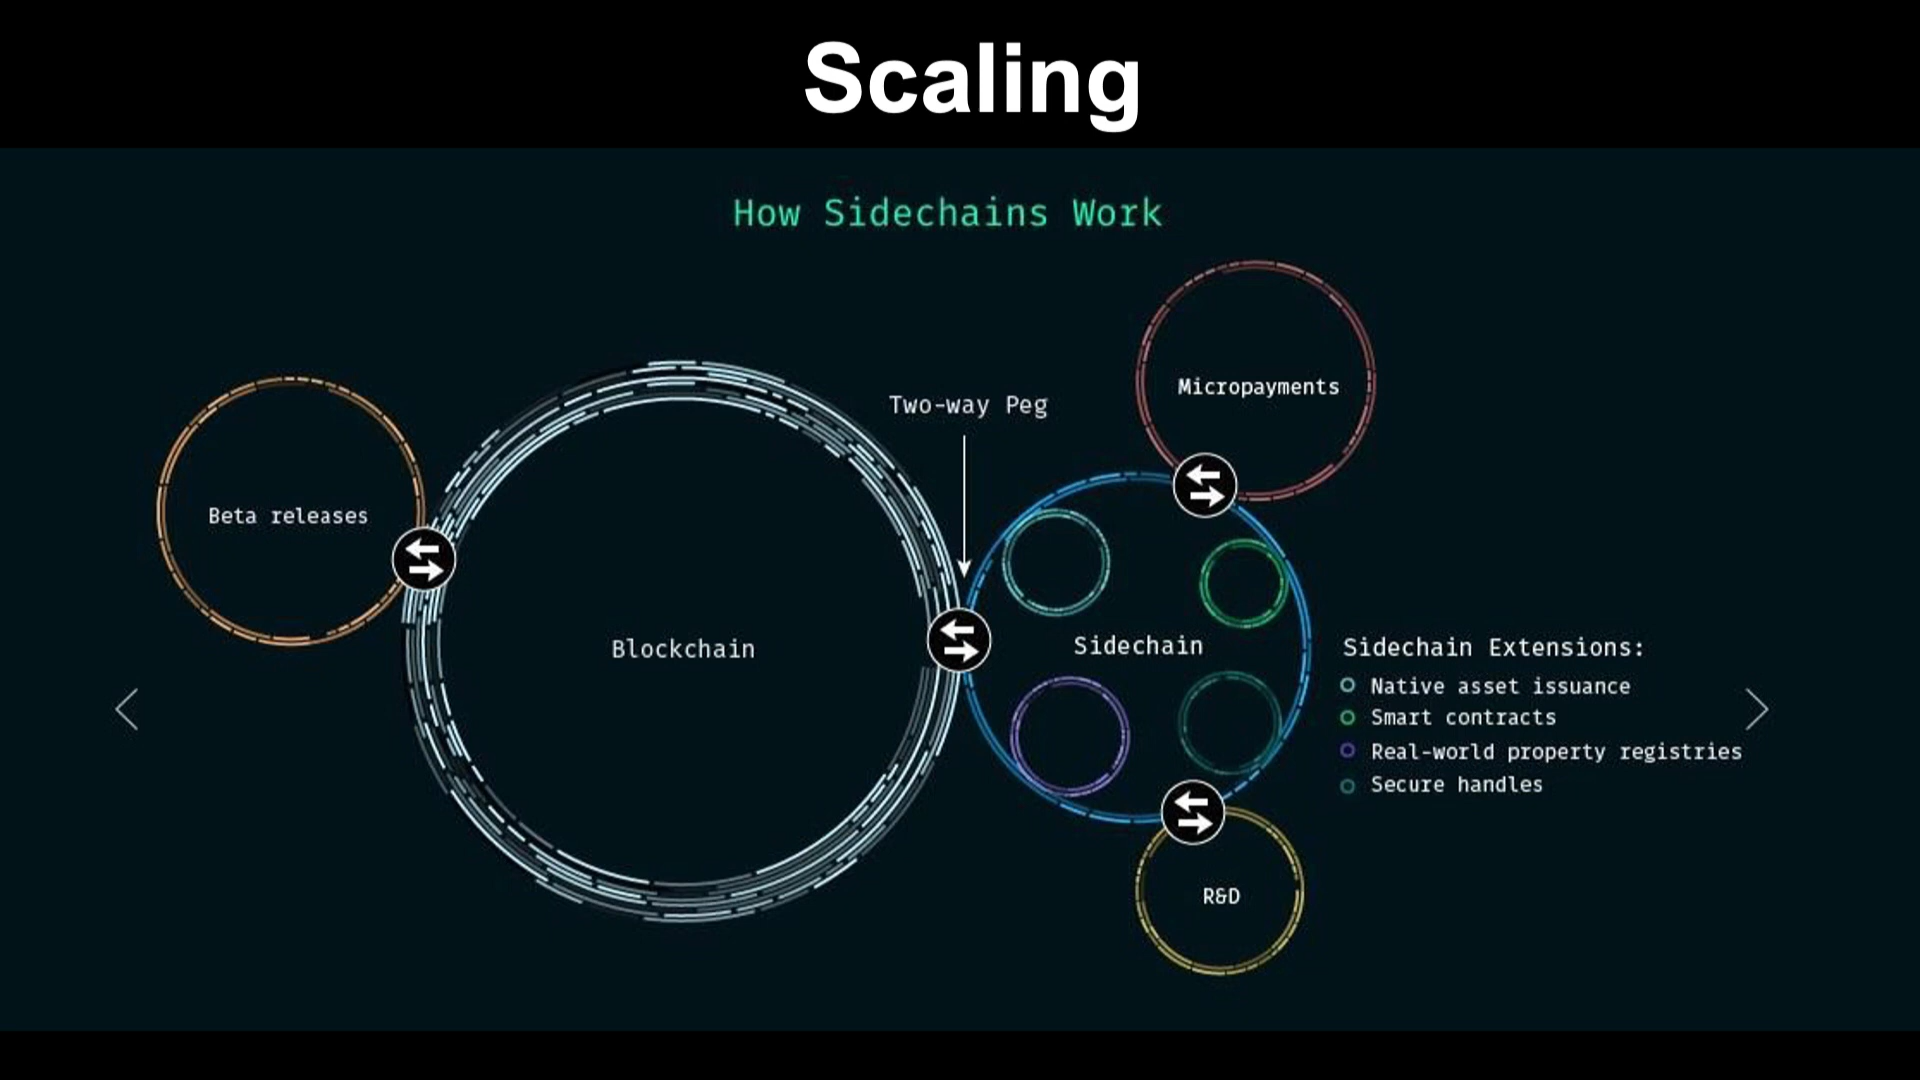 Scaling
How Sidechains Work
Micropayments
Two-way Peg
Beta releases
Blockchain
Sidechain
Sidechain Extensions:
Native asset issuance
Smart contracts
Real-world property registries
Secure handles
R&D